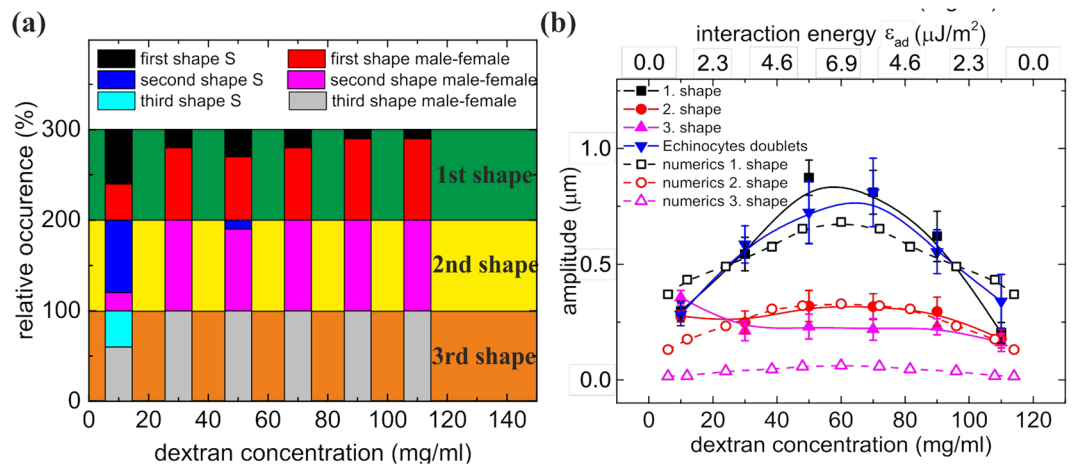 (a)
first shape S
first shape male-female
second shape S
second shape male-female
third shape S
third shape male-female
relative occurence (%)
300
200
100
0
1st shape
2nd shape
3rd shape
0 20 40 60 80 100 120 140
dextran concentration (mg/ml)
(b)
interaction energy εad (μJ/m²)
0.0 2.3 4.6 6.9 4.6 2.3 0.0
1. shape
2. shape
3. shape
Echinocytes doublets
numerics 1. shape
numerics 2. shape
numerics 3. shape
amplitude (μm)
1.0
0.5
0.0
0 20 40 60 80 100 120
dextran concentration (mg/ml)